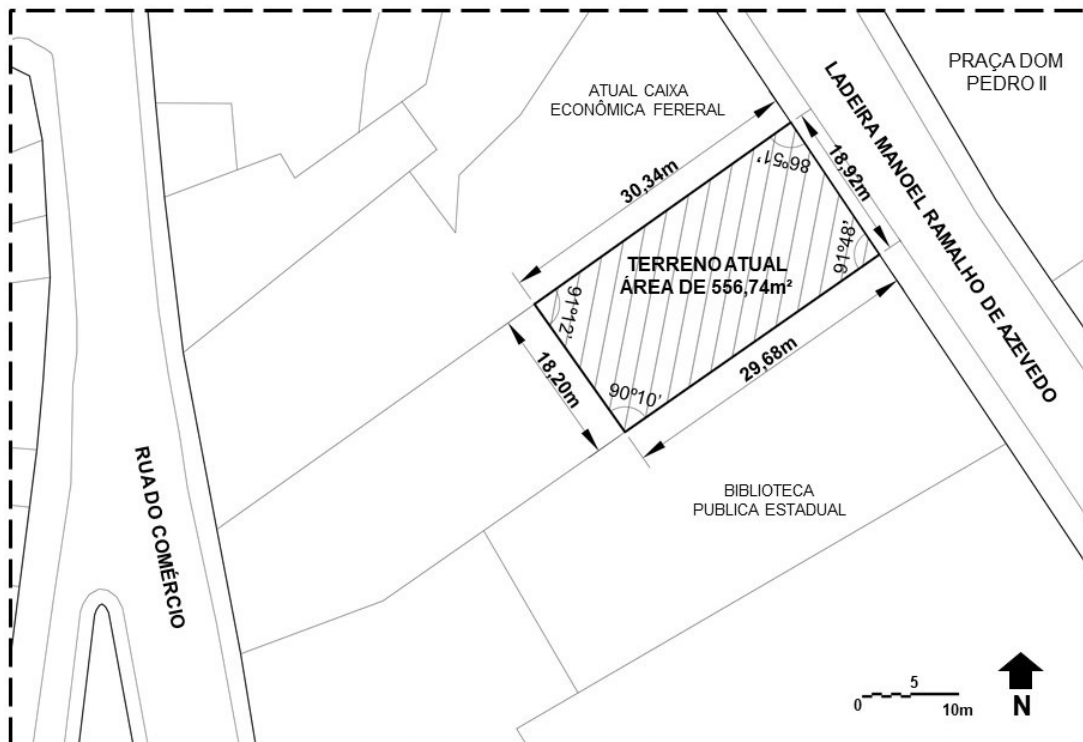 PRAÇA DOM
PEDRO II
ATUAL CAIXA
ECONÔMICA FERERAL
LADEIRA MANOEL RAMALHO DE AZEVEDO
30,34m
18,92m
86º51'
91º48'
TERRENO ATUAL
ÁREA DE 556,74m²
91º12'
18,20m
90º10'
29,68m
RUA DO COMÉRCIO
BIBLIOTECA
PUBLICA ESTADUAL
0 5 10m
N